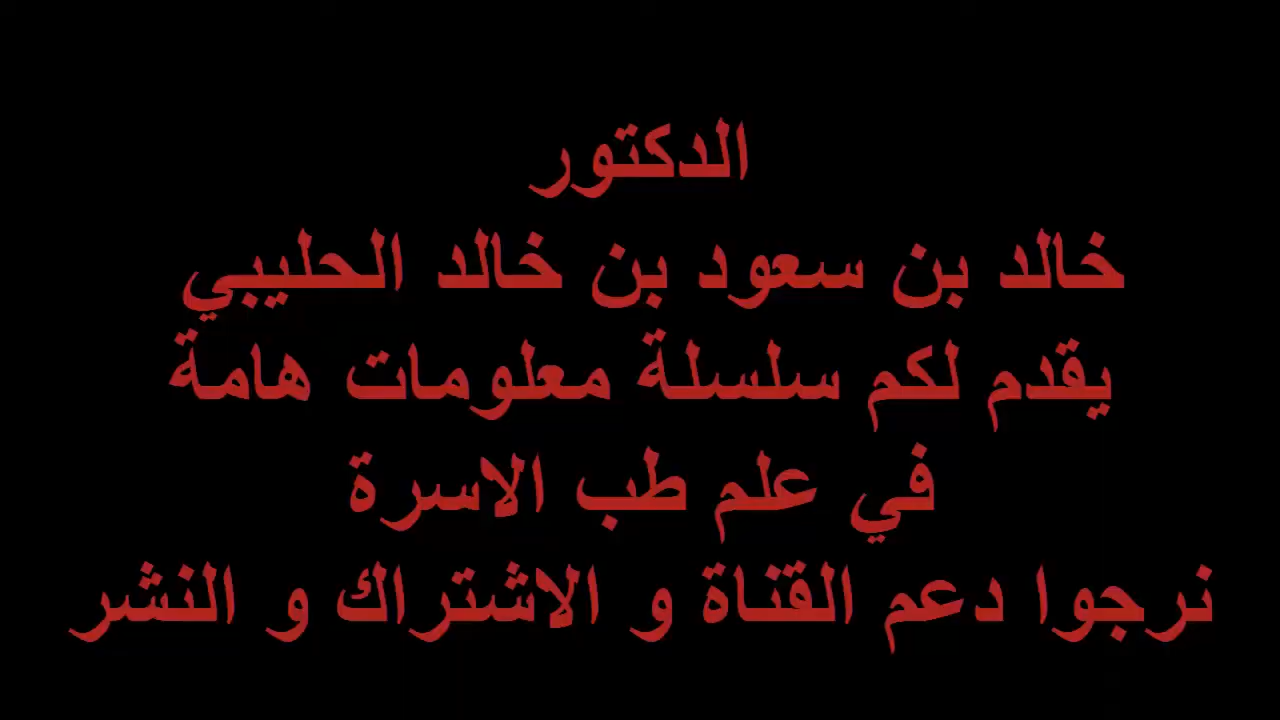 الدكتور
خالد بن سعود بن خالد الحليبي
يقدم لكم سلسلة معلومات هامة
في علم طب الاسرة
نرجوا دعم القناة و الاشتراك و النشر